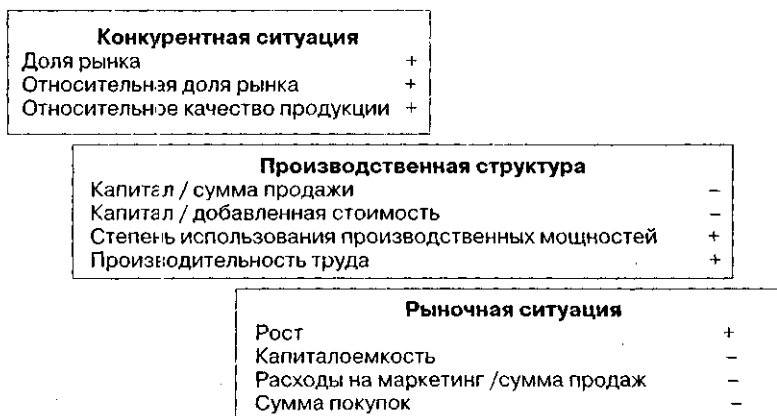 Конкурентная ситуация
Доля рынка +
Относительная доля рынка +
Относительное качество продукции +
Производственная структура
Капитал / сумма продажи –
Капитал / добавленная стоимость –
Степень использования производственных мощностей +
Производительность труда +
Рыночная ситуация
Рост +
Капиталоемкость –
Расходы на маркетинг /сумма продаж –
Сумма покупок –